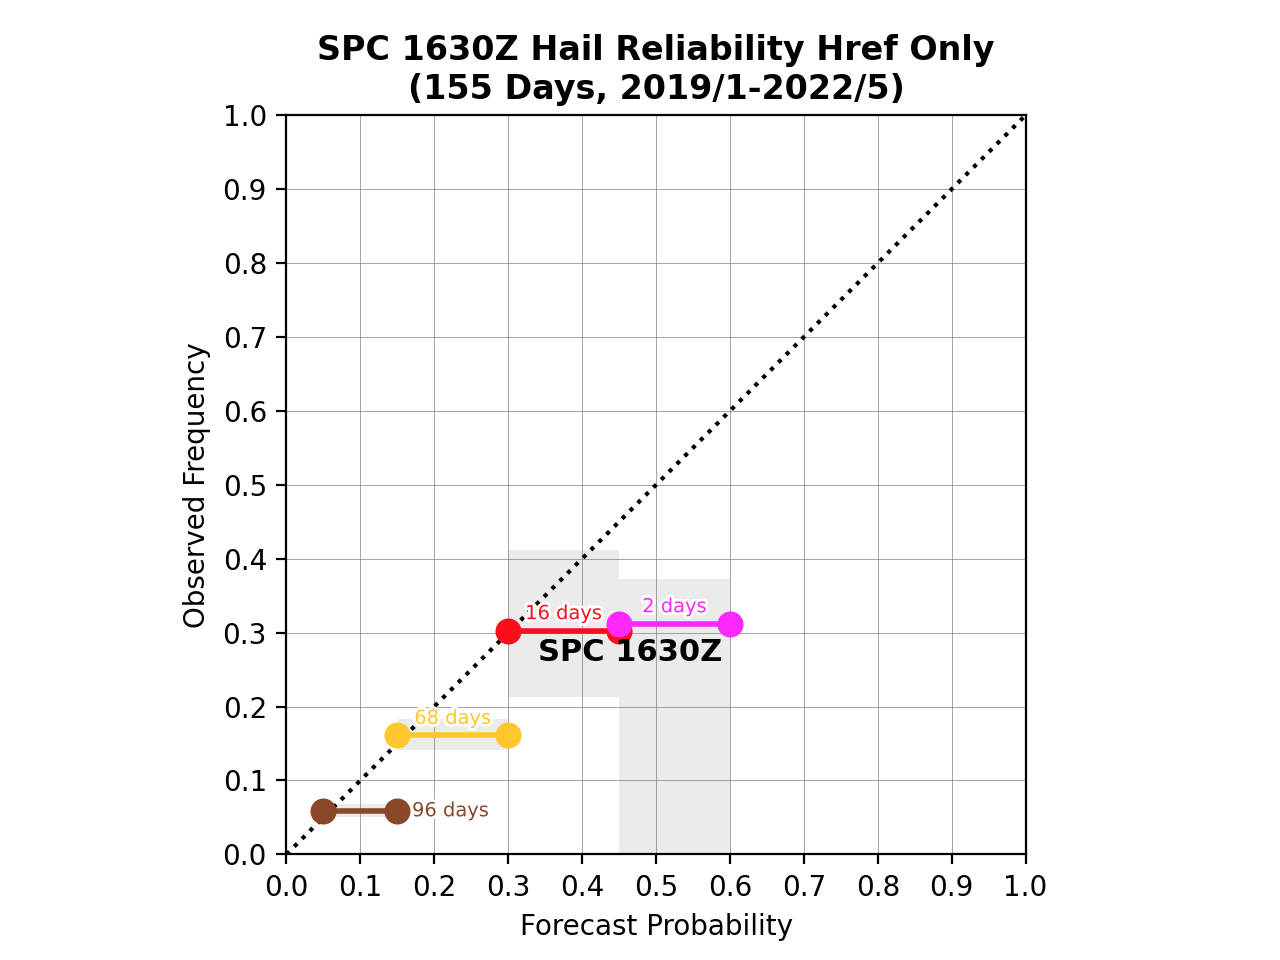 SPC 1630Z Hail Reliability Href Only
(155 Days, 2019/1-2022/5)
1.0
0.9
0.8
0.7
0.6
0.5
0.4
0.3
0.2
0.1
0.0
Observed Frequency
2 days
16 days
SPC 1630Z
68 days
96 days
0.0 0.1 0.2 0.3 0.4 0.5 0.6 0.7 0.8 0.9 1.0
Forecast Probability